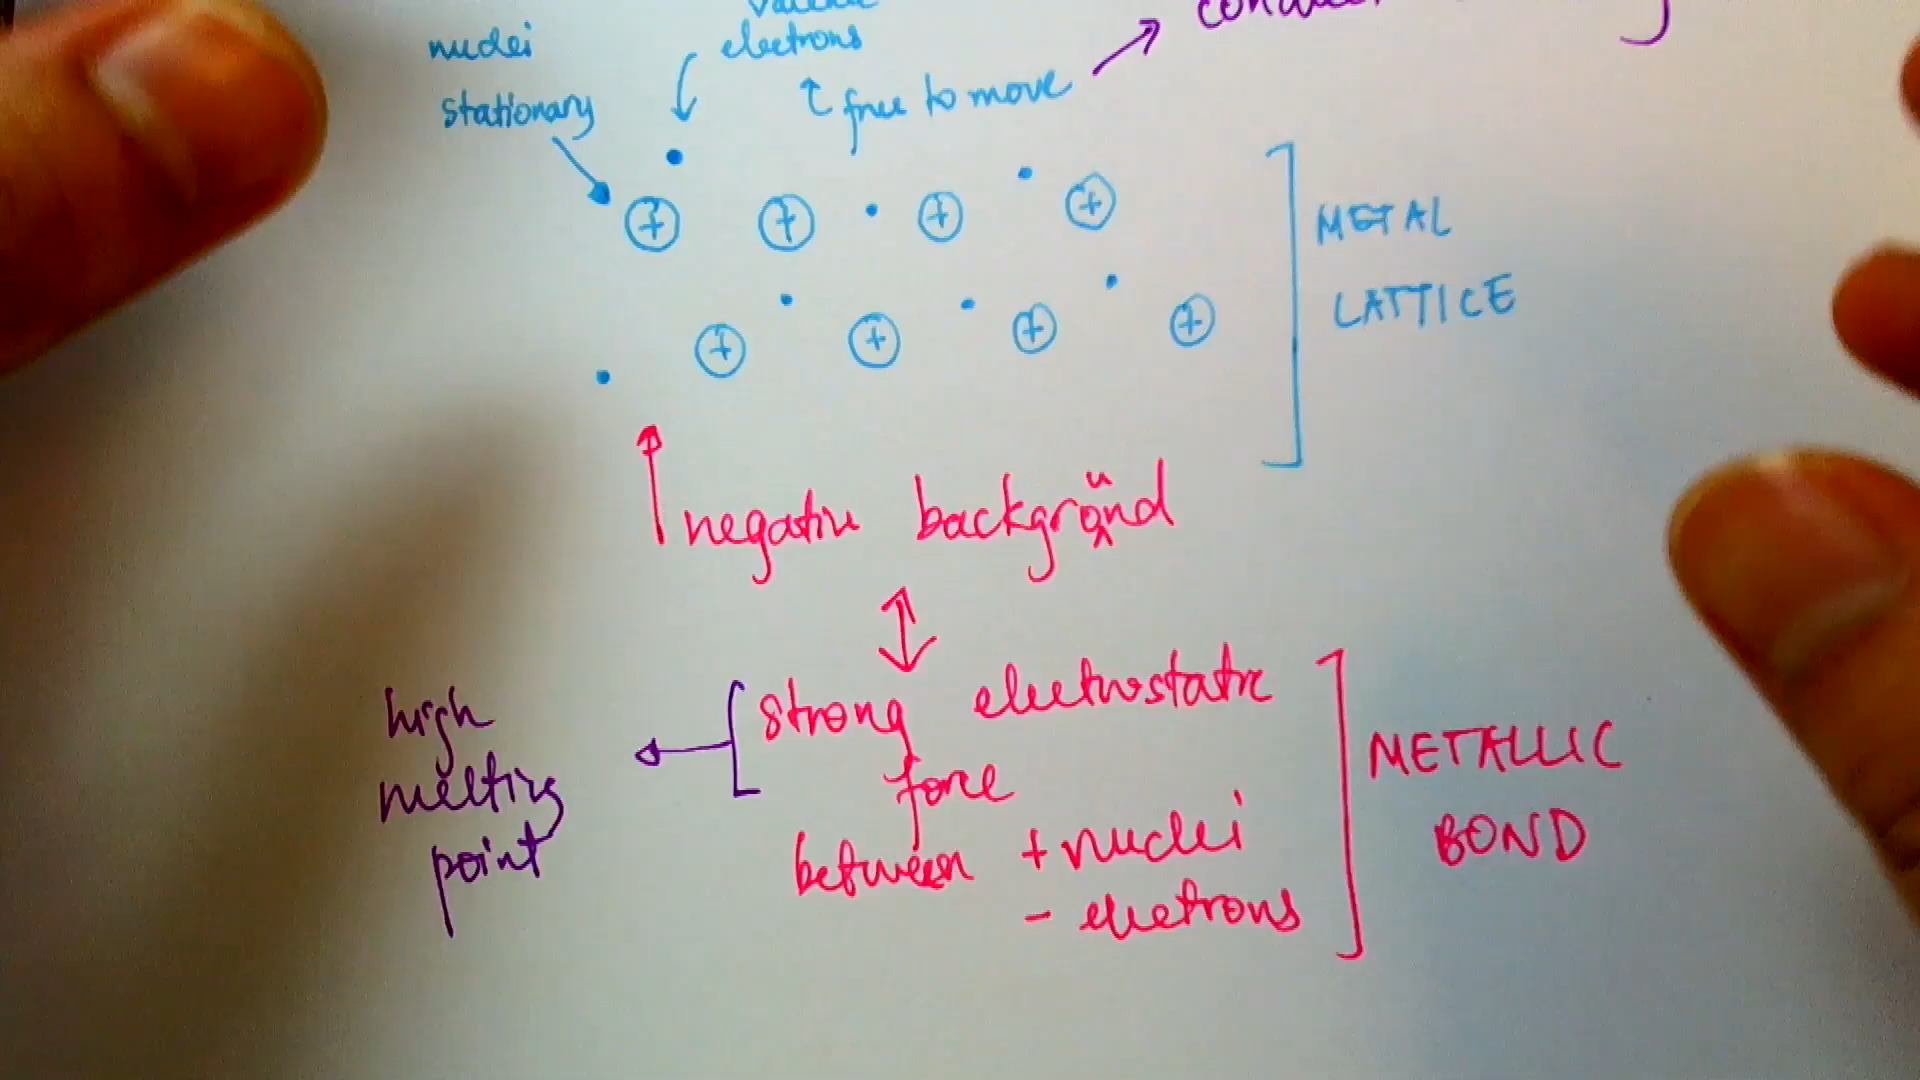 nuclei
stationary
electrons
free to move
+ + + +
+ + + +
METAL
LATTICE
negative background
strong electrostatic
force
between + nuclei
- electrons
METALLIC
BOND
high
melting
point